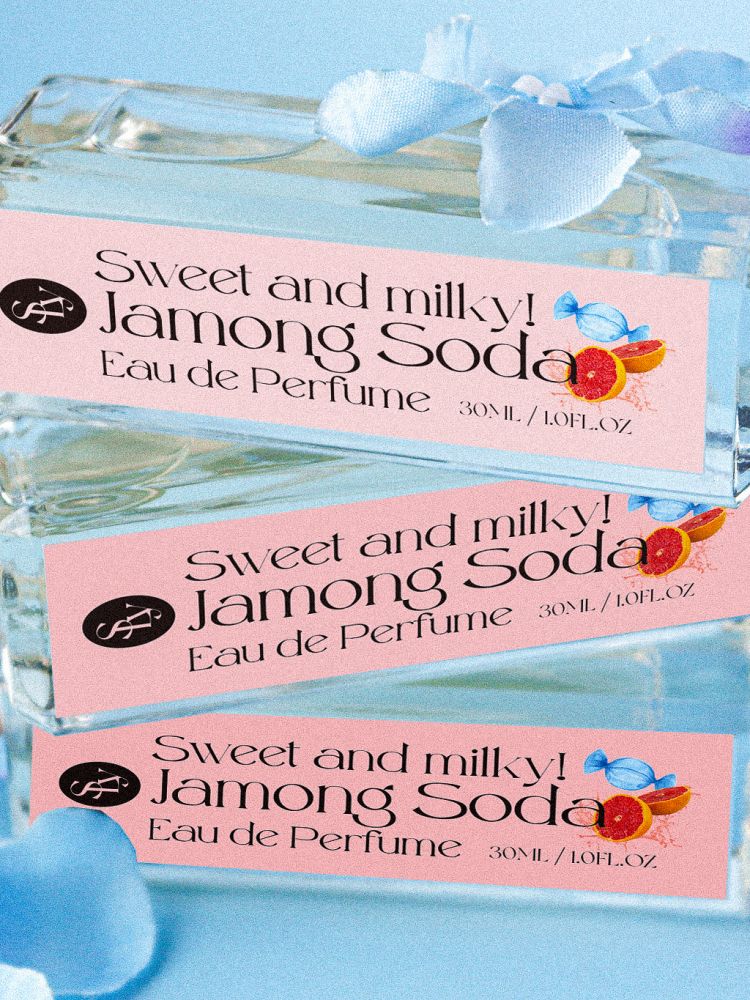 Sweet and milky!
Jamong Soda
Eau de Perfume
30ML / 1.0FL.OZ
Sweet and milky!
Jamong Soda
Eau de Perfume
30ML / 1.0FL.OZ
Sweet and milky!
Jamong Soda
Eau de Perfume
30ML / 1.0FL.OZ